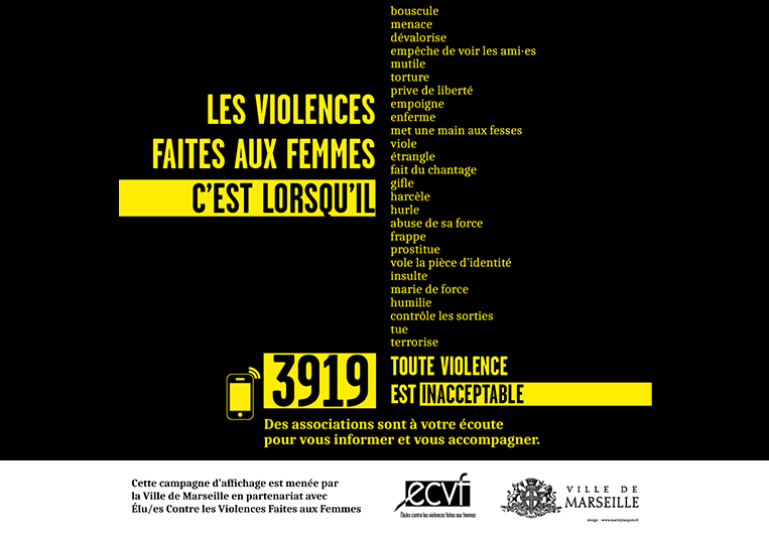 LES VIOLENCES
FAITES AUX FEMMES
C'EST LORSQU'IL
bouscule
menace
dévalorise
empêche de voir les ami·es
mutile
torture
prive de liberté
empoigne
enferme
met une main aux fesses
viole
étrangle
fait du chantage
gifle
harcèle
hurle
abuse de sa force
frappe
prostitue
vole la pièce d'identité
insulte
marie de force
humilie
contrôle les sorties
tue
terrorise
3919
TOUTE VIOLENCE
EST INACCEPTABLE
Des associations sont à votre écoute
pour vous informer et vous accompagner.
Cette campagne d'affichage est menée par
la Ville de Marseille en partenariat avec
Élu/es Contre les Violences Faites aux Femmes
ecvf
Élu/es contre les violences faites aux femmes
VILLE DE
MARSEILLE